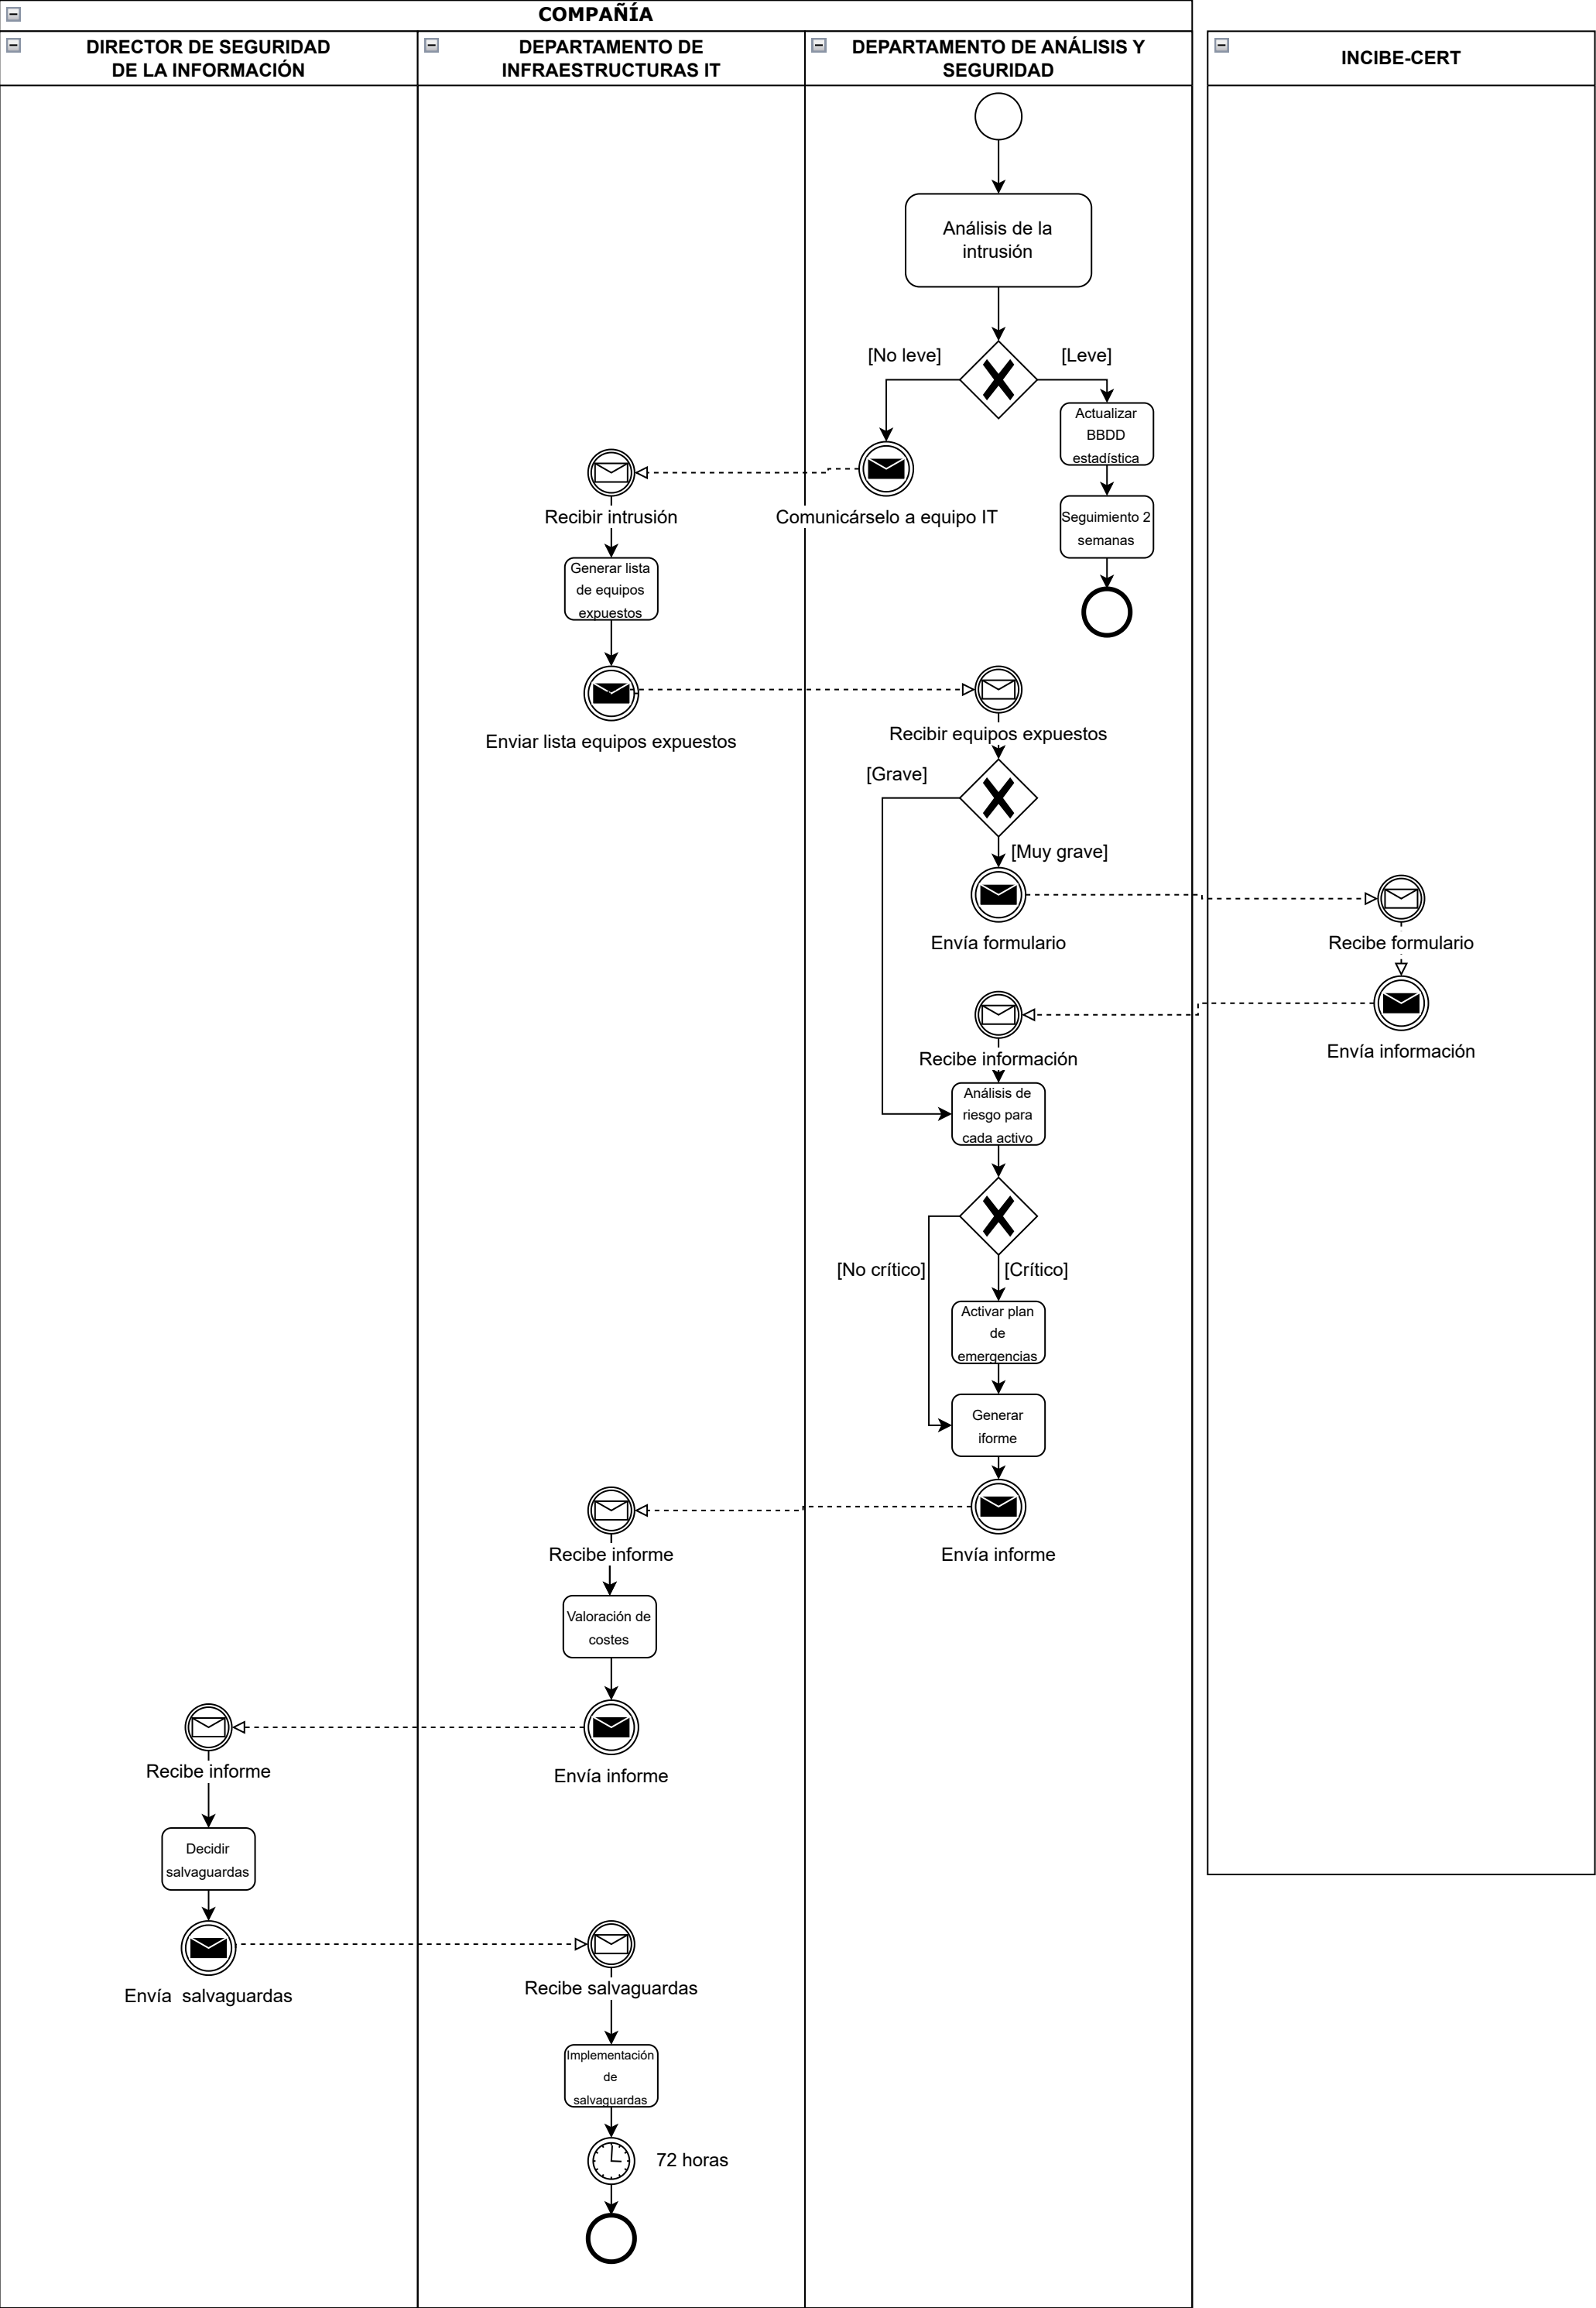 COMPAÑÍA
DIRECTOR DE SEGURIDAD
DE LA INFORMACIÓN
DEPARTAMENTO DE
INFRAESTRUCTURAS IT
DEPARTAMENTO DE ANÁLISIS Y
SEGURIDAD
INCIBE-CERT
Análisis de la
intrusión
[No leve]
[Leve]
Actualizar
BBDD
estadística
Recibir intrusión
Comunicárselo a equipo IT
Seguimiento 2
semanas
Generar lista
de equipos
expuestos
Enviar lista equipos expuestos
Recibir equipos expuestos
[Grave]
[Muy grave]
Envía formulario
Recibe formulario
Recibe información
Envía información
Análisis de
riesgo para
cada activo
[No crítico]
[Crítico]
Activar plan
de
emergencias
Generar
iforme
Recibe informe
Envía informe
Valoración de
costes
Recibe informe
Envía informe
Decidir
salvaguardas
Envía  salvaguardas
Recibe salvaguardas
Implementación
de
salvaguardas
72 horas